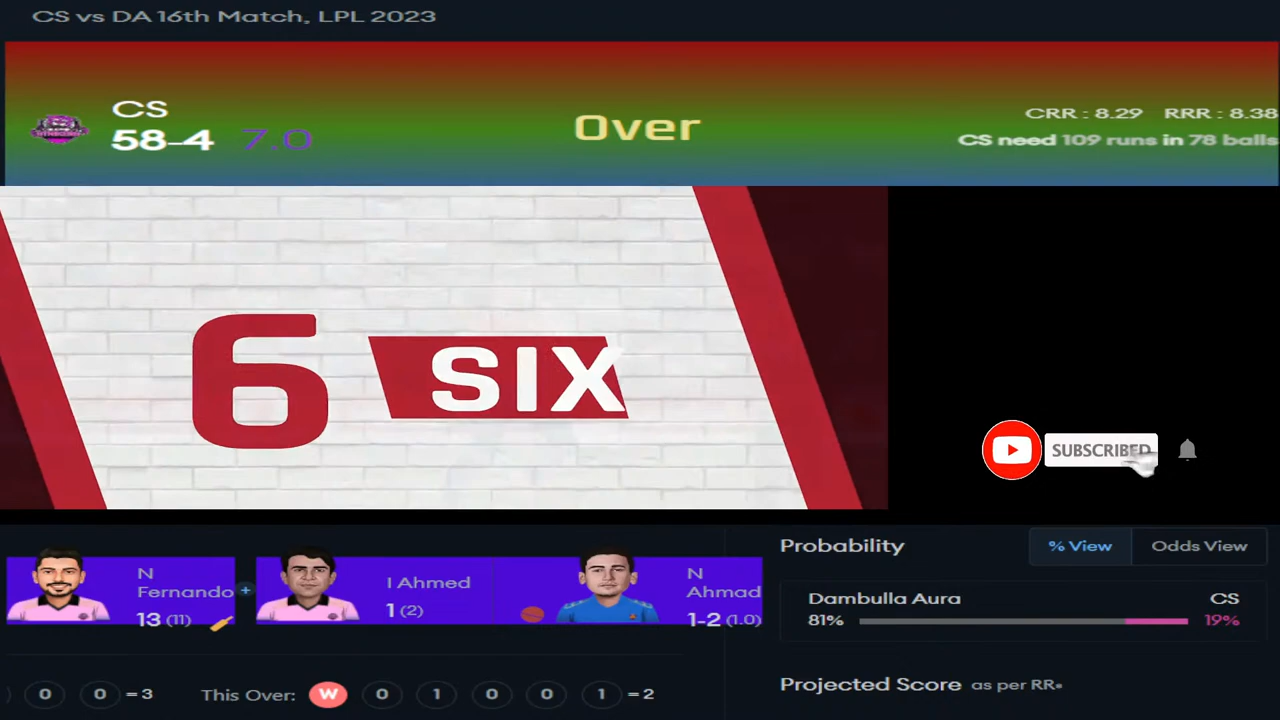 CS vs DA 16th Match, LPL 2023
CS
58-4 7.0
Over
CRR : 8.29 RRR : 8.38
CS need 109 runs in 78 balls
6 SIX
SUBSCRIBED
N Fernando
13 (11)
I Ahmed
1 (2)
N Ahmad
1-2 (1.0)
Probability
% View
Odds View
Dambulla Aura CS
81% 19%
Projected Score as per RR
0 0 =3 This Over: W 0 1 0 0 1 =2